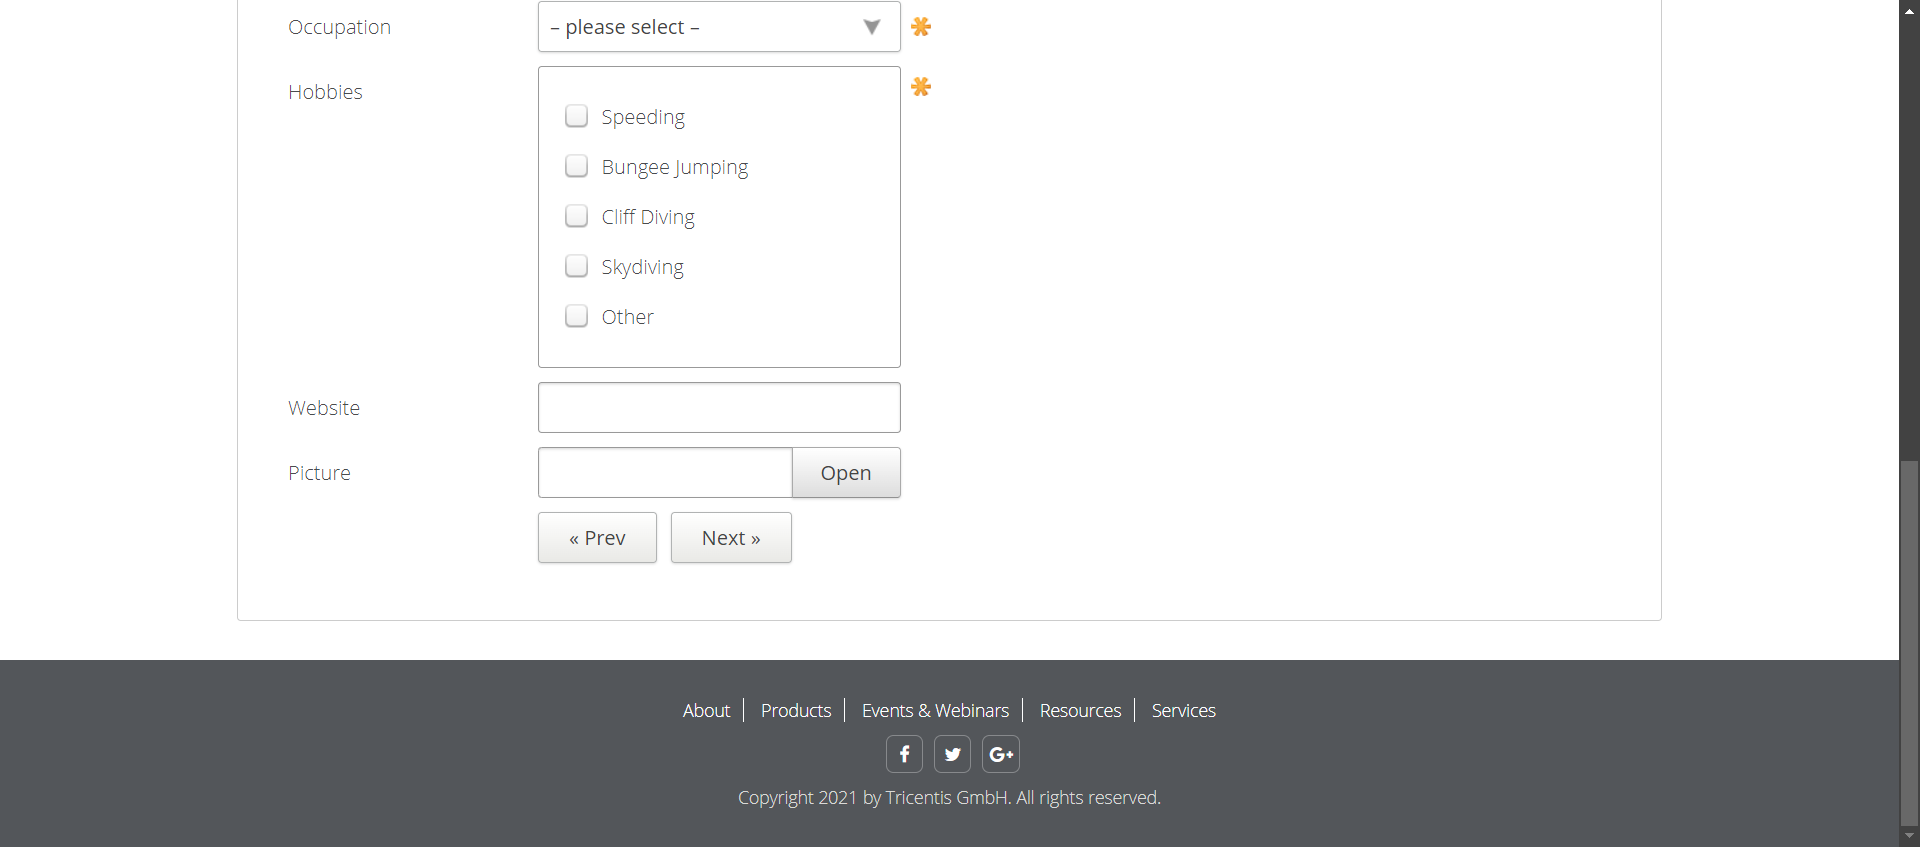 Occupation
– please select –
Hobbies
Speeding
Bungee Jumping
Cliff Diving
Skydiving
Other
Website
Picture
Open
« Prev
Next »
About
Products
Events & Webinars
Resources
Services
Copyright 2021 by Tricentis GmbH. All rights reserved.